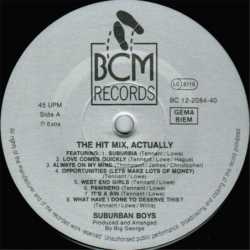 BCM
RECORDS
45 UPM
Side A
℗ Extra
LC 8116
BC 12-2084-40
GEMA
BIEM
THE HIT MIX, ACTUALLY
FEATURING: 1. SUBURBIA (Tennant/Lowe)
2. LOVE COMES QUICKLY (Tennant/Lowe/Hague)
3. ALWAYS ON MY MIND (Thompson/James/Christopher)
4. OPPORTUNITIES (LETS MAKE LOTS OF MONEY)
(Tennant/Lowe)
5. WEST END GIRLS (Tennant/Lowe)
6. PANINERO (Tennant/Lowe)
7. IT'S A SIN (Tennant/Lowe)
8. WHAT HAVE I DONE TO DESERVE THIS?
(Tennant/Lowe/Willis)
SUBURBAN BOYS
Produced and Arranged
By Big George